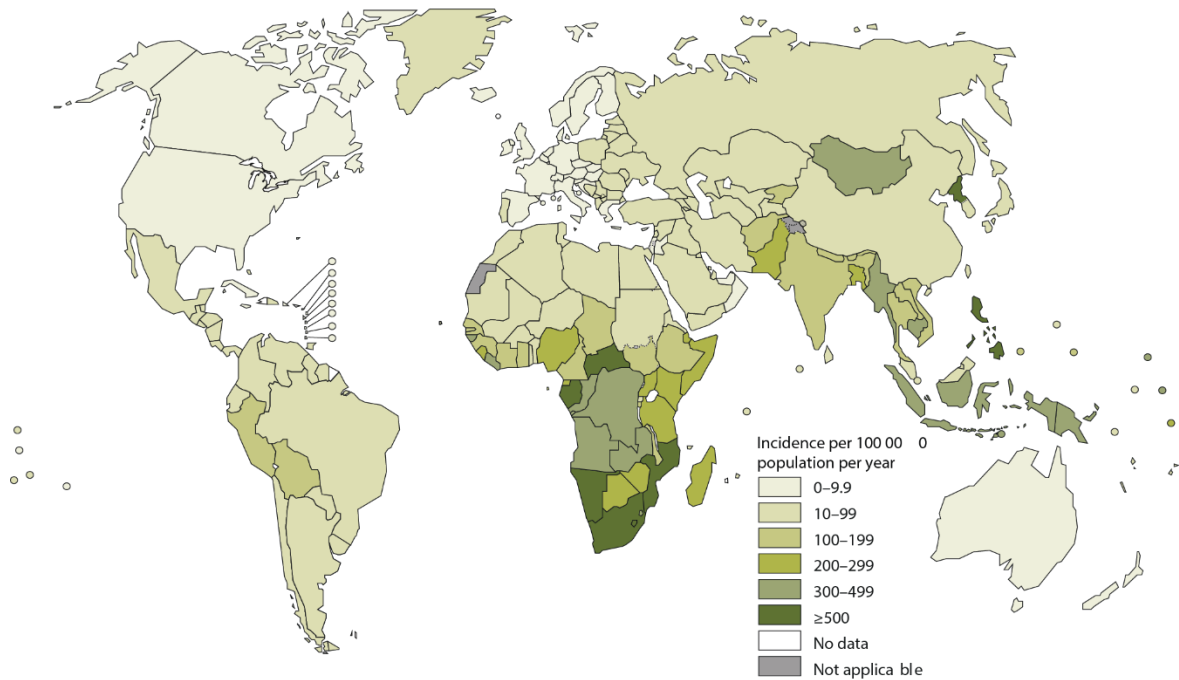 Incidence per 100 00 0
population per year
0–9.9
10–99
100–199
200–299
300–499
≥500
No data
Not applica ble